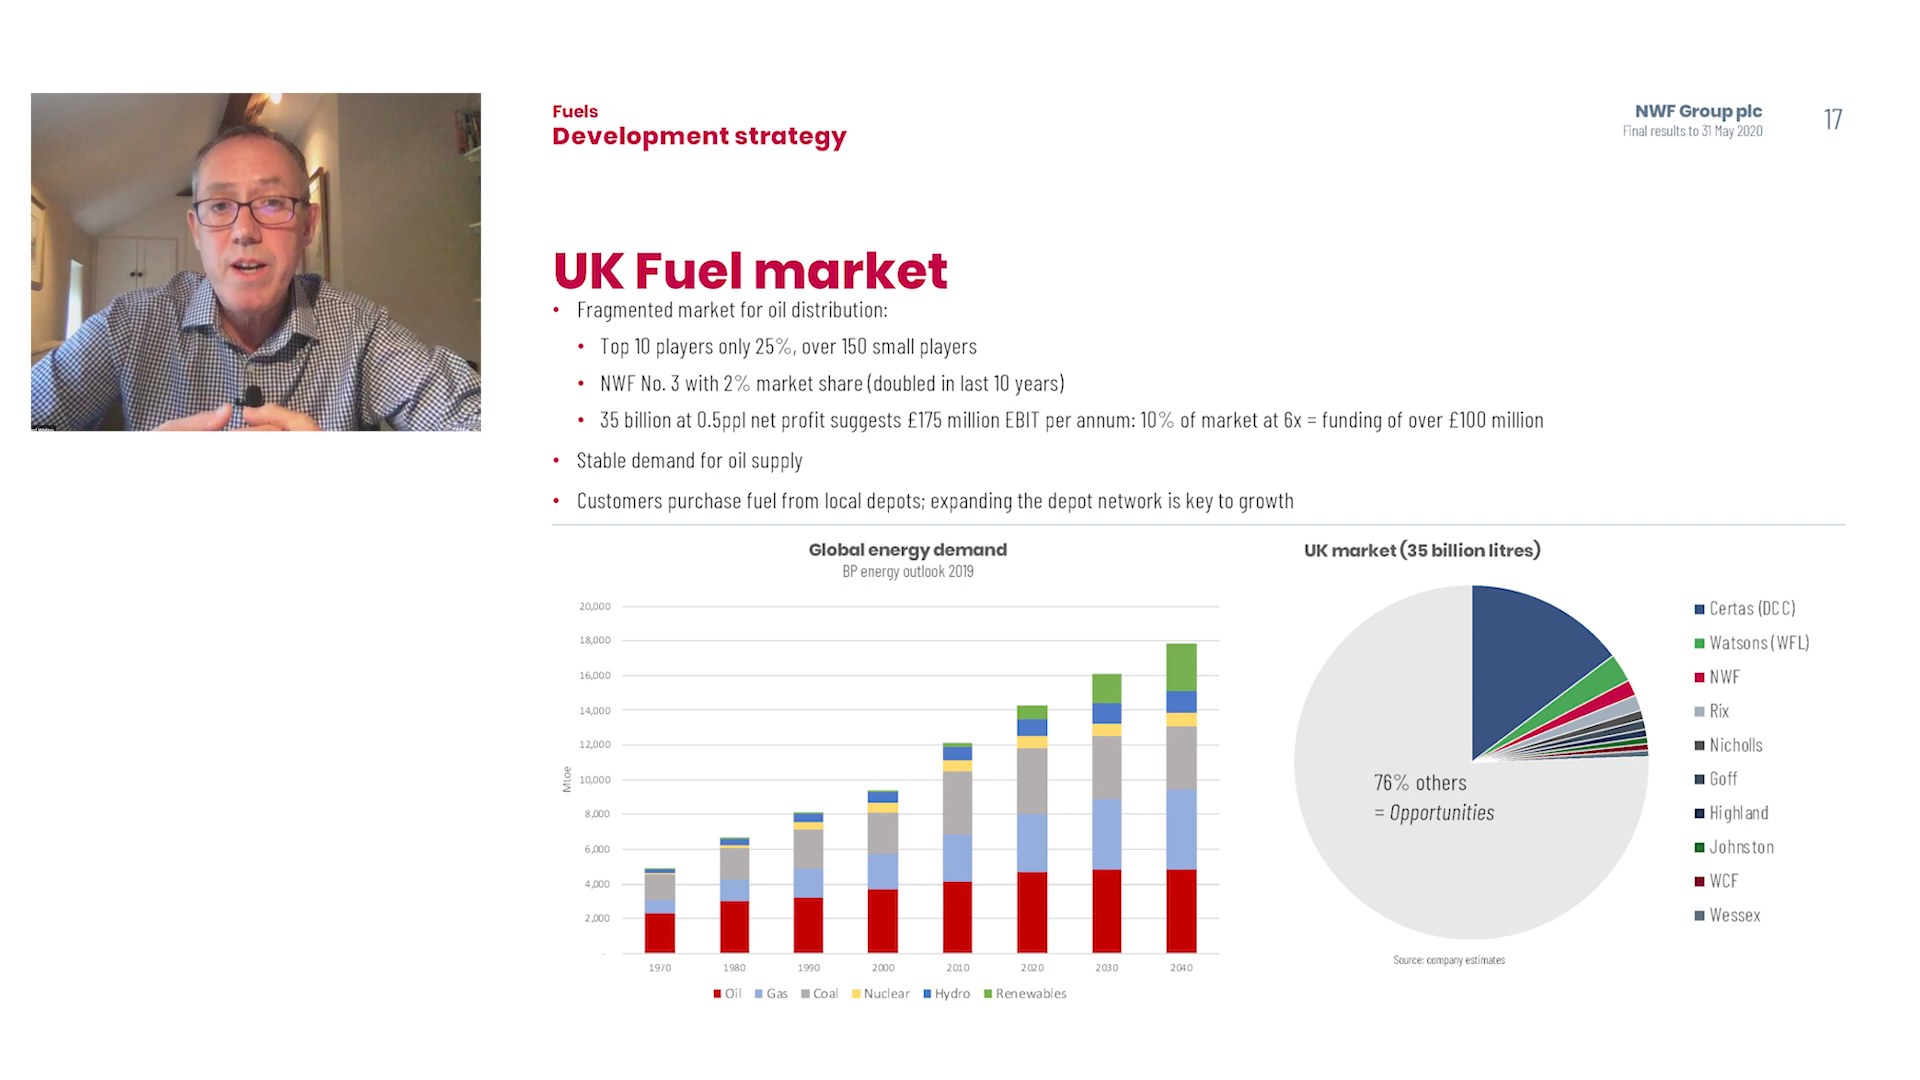 Fuels
Development strategy
NWF Group plc
Final results to 31 May 2020
17
UK Fuel market
• Fragmented market for oil distribution:
• Top 10 players only 25%, over 150 small players
• NWF No. 3 with 2% market share (doubled in last 10 years)
• 35 billion at 0.5ppl net profit suggests £175 million EBIT per annum: 10% of market at 6x = funding of over £100 million
• Stable demand for oil supply
• Customers purchase fuel from local depots; expanding the depot network is key to growth
Global energy demand
BP energy outlook 2019
20,000
18,000
16,000
14,000
12,000
10,000
8,000
6,000
4,000
2,000
-
Mtoe
1970 1980 1990 2000 2010 2020 2030 2040
Oil Gas Coal Nuclear Hydro Renewables
UK market (35 billion litres)
76% others
= Opportunities
Certas (DCC)
Watsons (WFL)
NWF
Rix
Nicholls
Goff
Highland
Johnston
WCF
Wessex
Source: company estimates